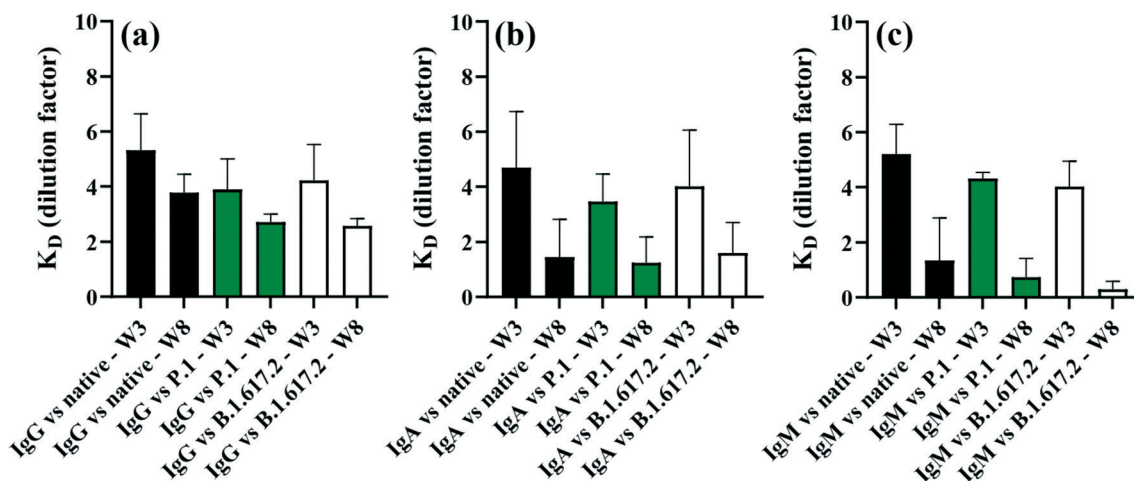 (a)
K_D (dilution factor)
10
8
6
4
2
0
IgG vs native - W3
IgG vs native - W8
IgG vs P.1 - W3
IgG vs P.1 - W8
IgG vs B.1.617.2 - W3
IgG vs B.1.617.2 - W8
(b)
K_D (dilution factor)
10
8
6
4
2
0
IgA vs native - W3
IgA vs native - W8
IgA vs P.1 - W3
IgA vs P.1 - W8
IgA vs B.1.617.2 - W3
IgA vs B.1.617.2 - W8
(c)
K_D (dilution factor)
10
8
6
4
2
0
IgM vs native - W3
IgM vs native - W8
IgM vs P.1 - W3
IgM vs P.1 - W8
IgM vs B.1.617.2 - W3
IgM vs B.1.617.2 - W8